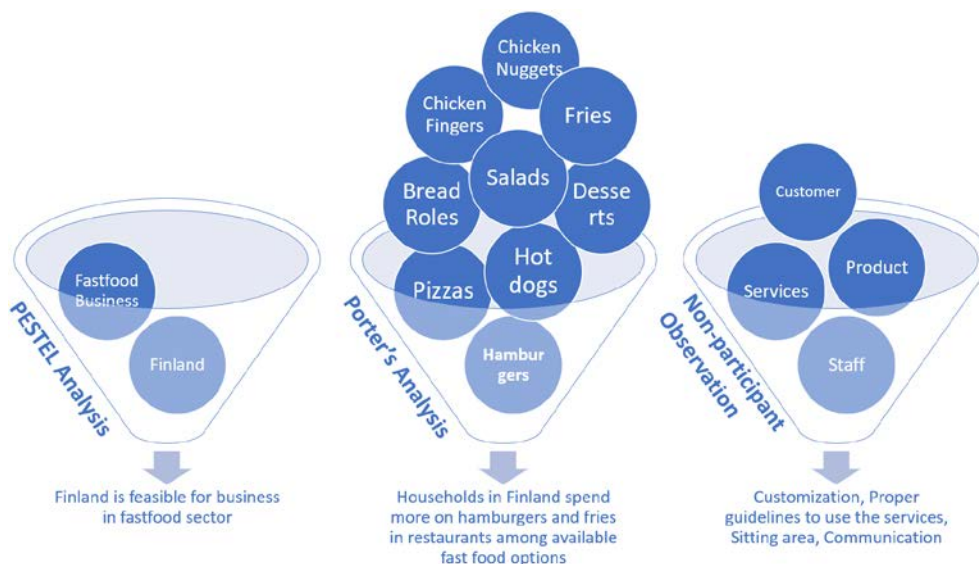 Fastfood
Business
Finland
PESTEL Analysis
Finland is feasible for business
in fastfood sector
Chicken
Nuggets
Chicken
Fingers
Fries
Salads
Bread
Roles
Desse
rts
Hot
dogs
Pizzas
Hambur
gers
Porter's Analysis
Households in Finland spend
more on hamburgers and fries
in restaurants among available
fast food options
Customer
Product
Services
Staff
Non-participant
Observation
Customization, Proper
guidelines to use the services,
Sitting area, Communication